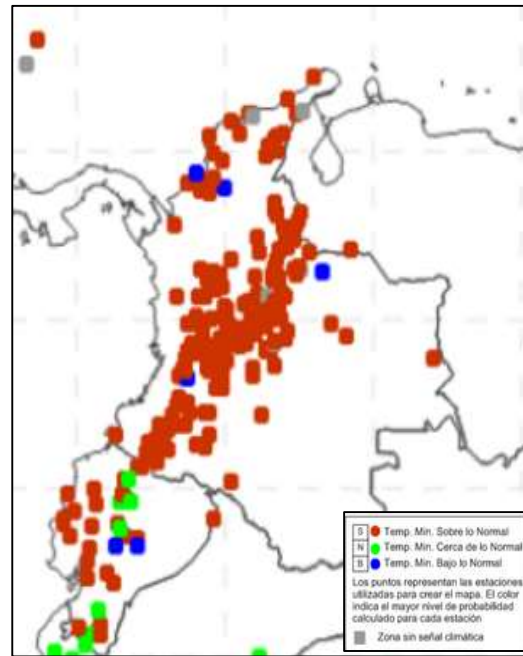 S Temp. Min. Sobre lo Normal
N Temp. Min. Cerca de lo Normal
B Temp. Min. Bajo lo Normal
Los puntos representan las estaciones
utilizadas para crear el mapa. El color
indica el mayor nivel de probabilidad
calculado para cada estación
Zona sin señal climática